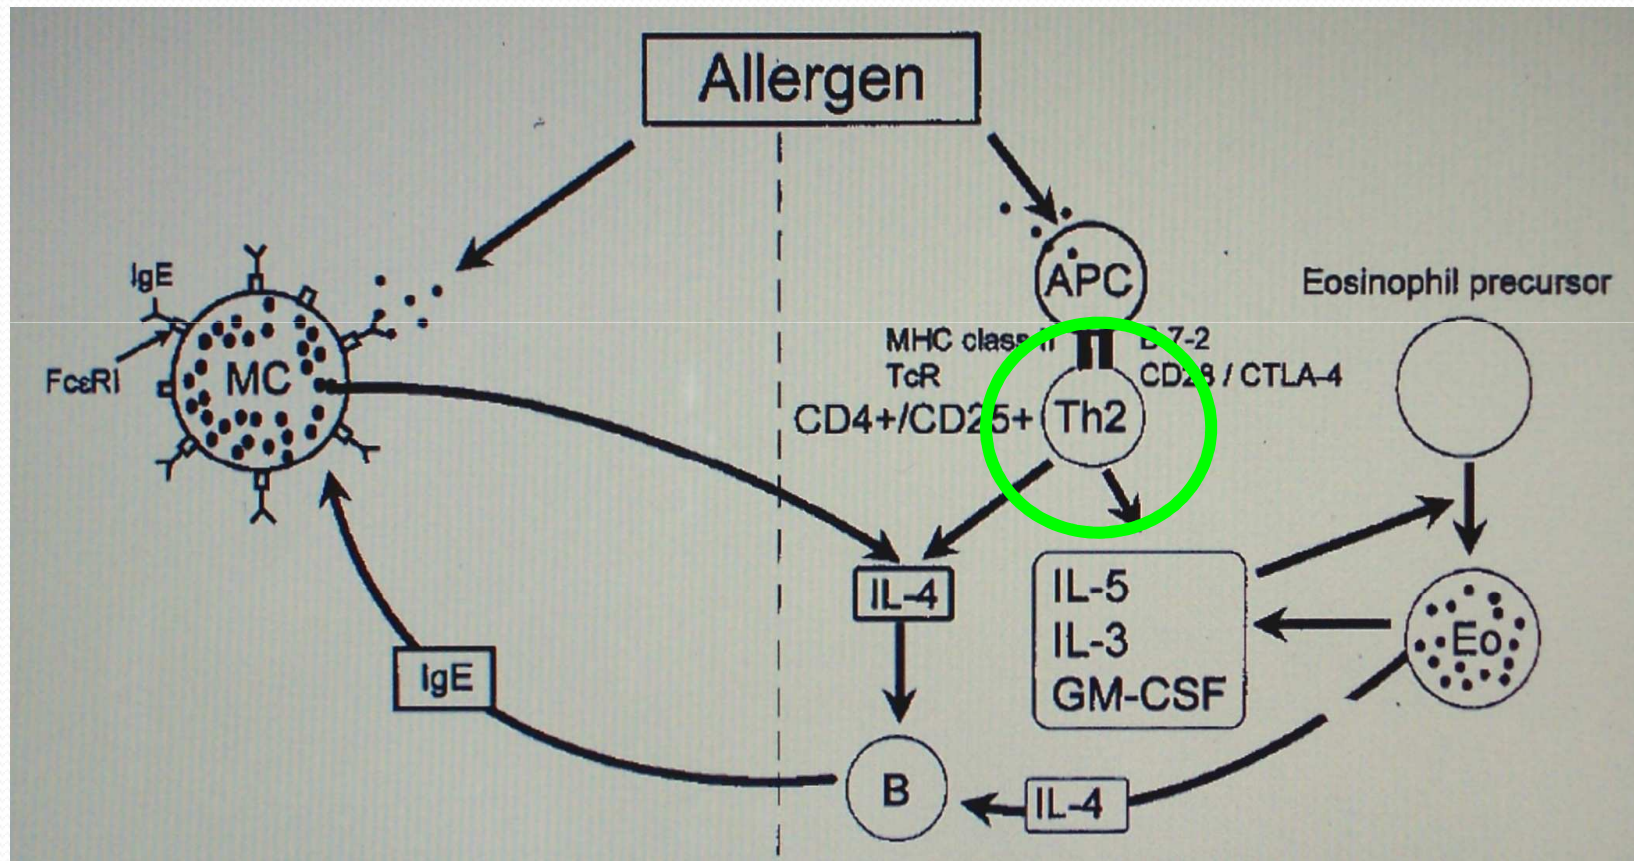 Allergen
IgE
FcεRI
MC
APC
MHC class II
B 7-2
TcR
CD28 / CTLA-4
CD4+/CD25+
Th2
Eosinophil precursor
IL-4
IL-5
IL-3
GM-CSF
Eo
IgE
B
IL-4